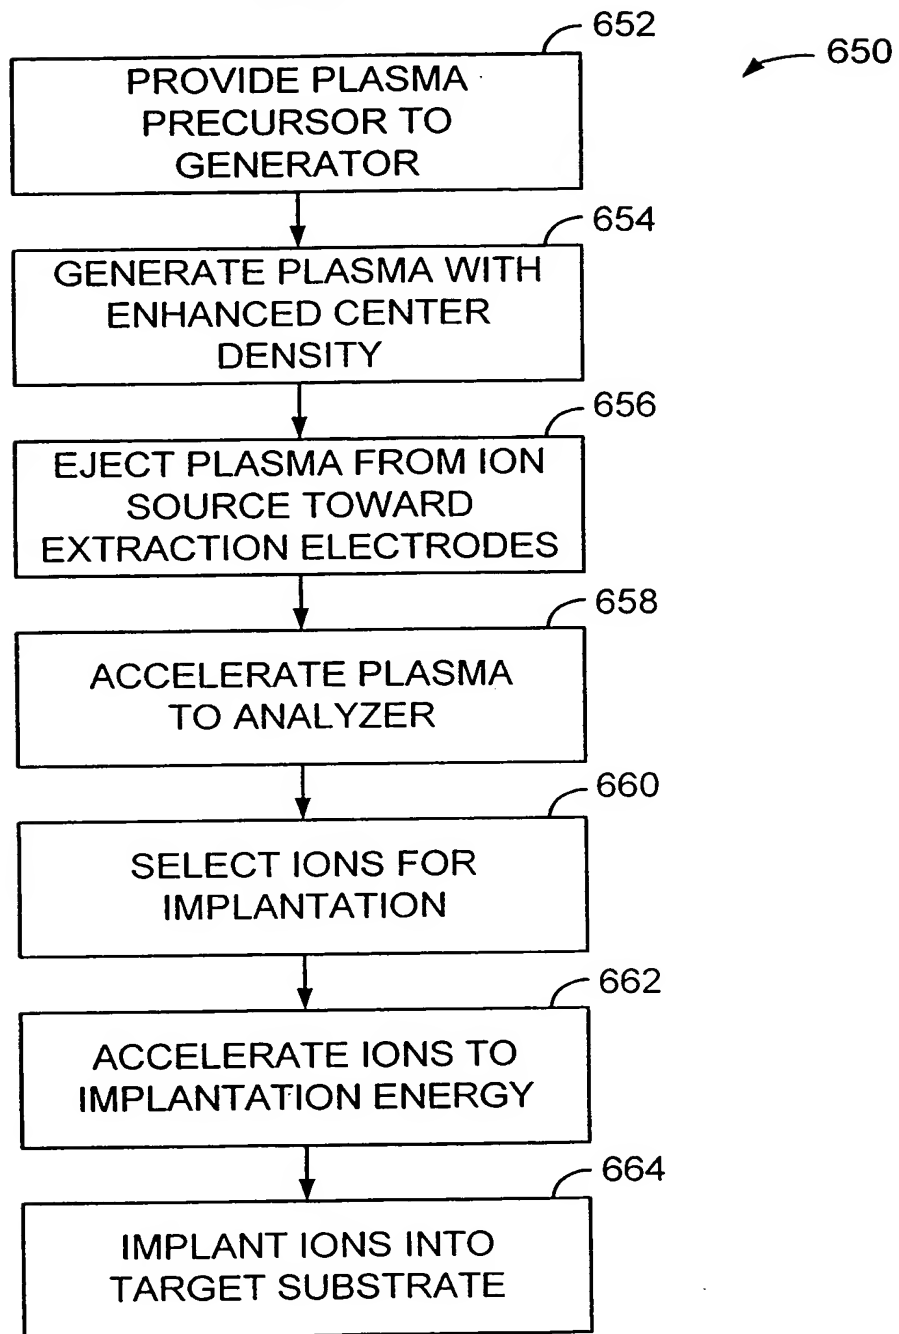 652
650
PROVIDE PLASMA
PRECURSOR TO
GENERATOR
654
GENERATE PLASMA WITH
ENHANCED CENTER
DENSITY
656
EJECT PLASMA FROM ION
SOURCE TOWARD
EXTRACTION ELECTRODES
658
ACCELERATE PLASMA
TO ANALYZER
660
SELECT IONS FOR
IMPLANTATION
662
ACCELERATE IONS TO
IMPLANTATION ENERGY
664
IMPLANT IONS INTO
TARGET SUBSTRATE